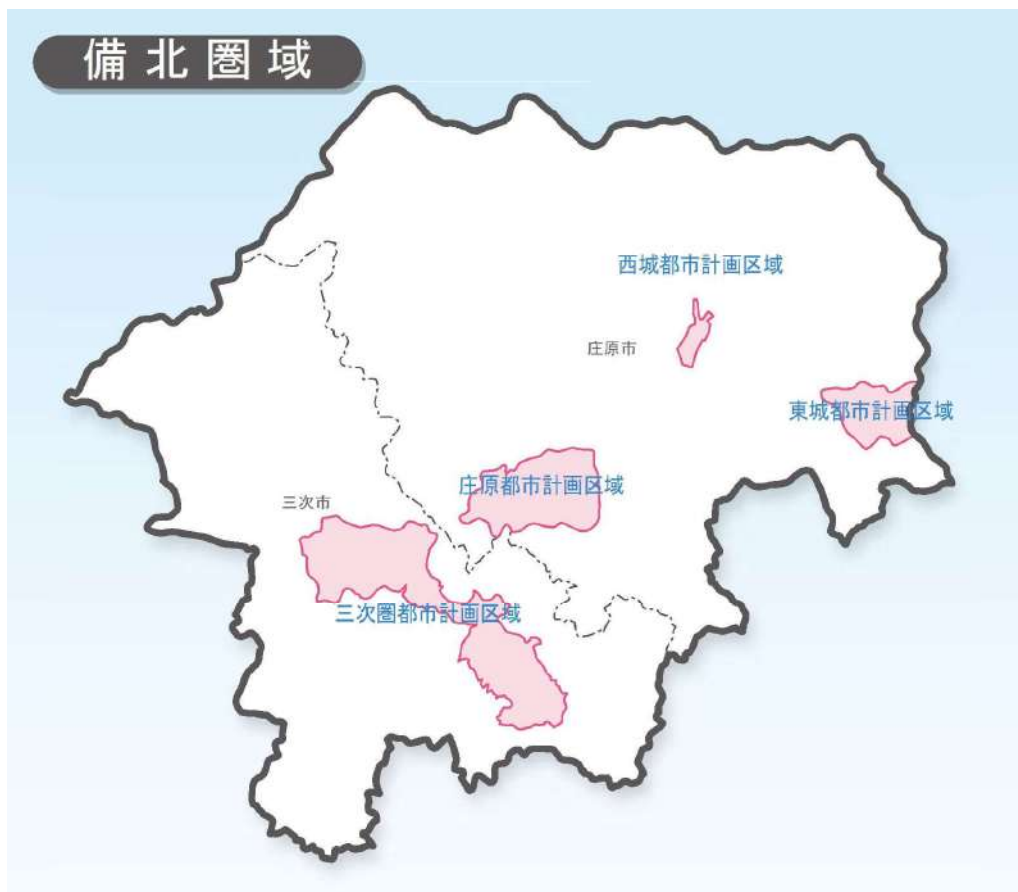 備北圏域
西城都市計画区域
庄原市
東城都市計画区域
庄原都市計画区域
三次市
三次圏都市計画区域